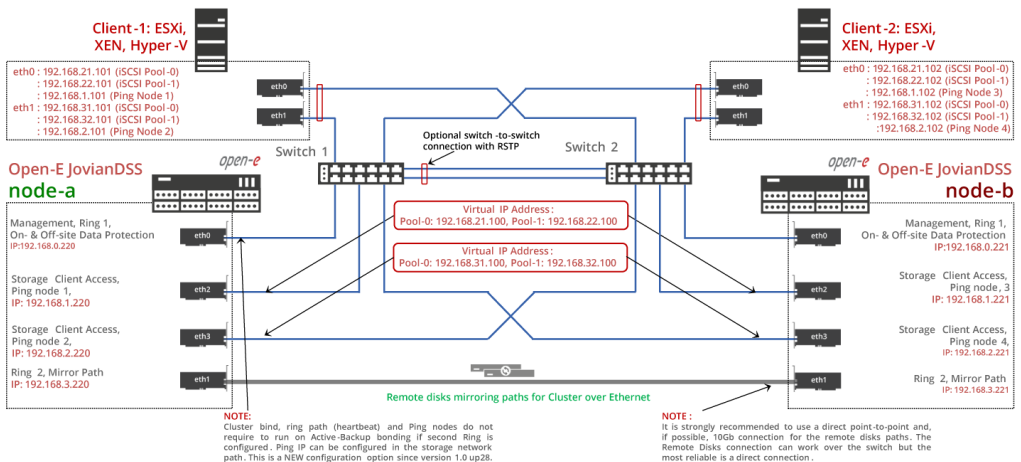 Client-1: ESXi,
XEN, Hyper-V
eth0 : 192.168.21.101 (iSCSI Pool-0)
: 192.168.22.101 (iSCSI Pool-1)
: 192.168.1.101 (Ping Node 1)
eth1 : 192.168.31.101 (iSCSI Pool-0)
: 192.168.32.101 (iSCSI Pool-1)
: 192.168.2.101 (Ping Node 2)
eth0
eth1
Client-2: ESXi,
XEN, Hyper-V
eth0 : 192.168.21.102 (iSCSI Pool-0)
: 192.168.22.102 (iSCSI Pool-1)
: 192.168.1.102 (Ping Node 3)
eth1 : 192.168.31.102 (iSCSI Pool-0)
: 192.168.32.102 (iSCSI Pool-1)
:192.168.2.102 (Ping Node 4)
eth0
eth1
Switch 1
Optional switch -to-switch
connection with RSTP
Switch 2
open-e
Open-E JovianDSS
node-a
Management, Ring 1,
On- & Off-site Data Protection
IP:192.168.0.220
eth0
Storage Client Access,
Ping node 1,
IP: 192.168.1.220
eth2
Storage Client Access,
Ping node 2,
IP: 192.168.2.220
eth3
Ring 2, Mirror Path
IP: 192.168.3.220
eth1
Virtual IP Address :
Pool-0: 192.168.21.100, Pool-1: 192.168.22.100
Virtual IP Address :
Pool-0: 192.168.31.100, Pool-1: 192.168.32.100
open-e
Open-E JovianDSS
node-b
eth0
Management, Ring 1,
On- & Off-site Data Protection
IP:192.168.0.221
eth2
Storage Client Access,
Ping node, 3
IP: 192.168.1.221
eth3
Storage Client Access,
Ping node 4,
IP: 192.168.2.221
eth1
Ring 2, Mirror Path
IP: 192.168.3.221
Remote disks mirroring paths for Cluster over Ethernet
NOTE:
Cluster bind, ring path (heartbeat) and Ping nodes do not
require to run on Active-Backup bonding if second Ring is
configured . Ping IP can be configured in the storage network
path . This is a NEW configuration option since version 1.0 up28.
NOTE :
It is strongly recommended to use a direct point-to-point and,
if possible, 10Gb connection for the remote disks paths. The
Remote Disks connection can work over the switch but the
most reliable is a direct connection .